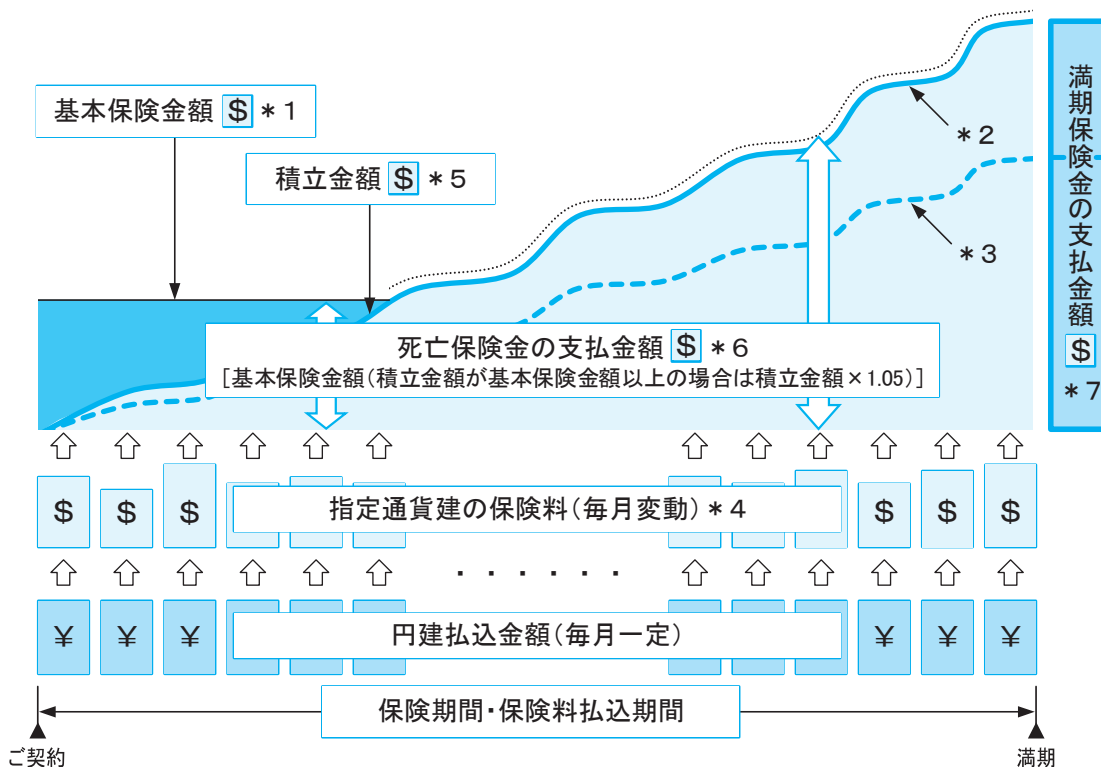 基本保険金額 $ *1
積立金額 $ *5
*2
*3
満期保険金の支払金額 $ *7
死亡保険金の支払金額 $ *6
[基本保険金額(積立金額が基本保険金額以上の場合は積立金額×1.05)]
$ $ $ 指定通貨建の保険料(毎月変動)*4 $ $ $
・・・・・・
¥ ¥ ¥ 円建払込金額(毎月一定) ¥ ¥ ¥
保険期間・保険料払込期間
ご契約
満期